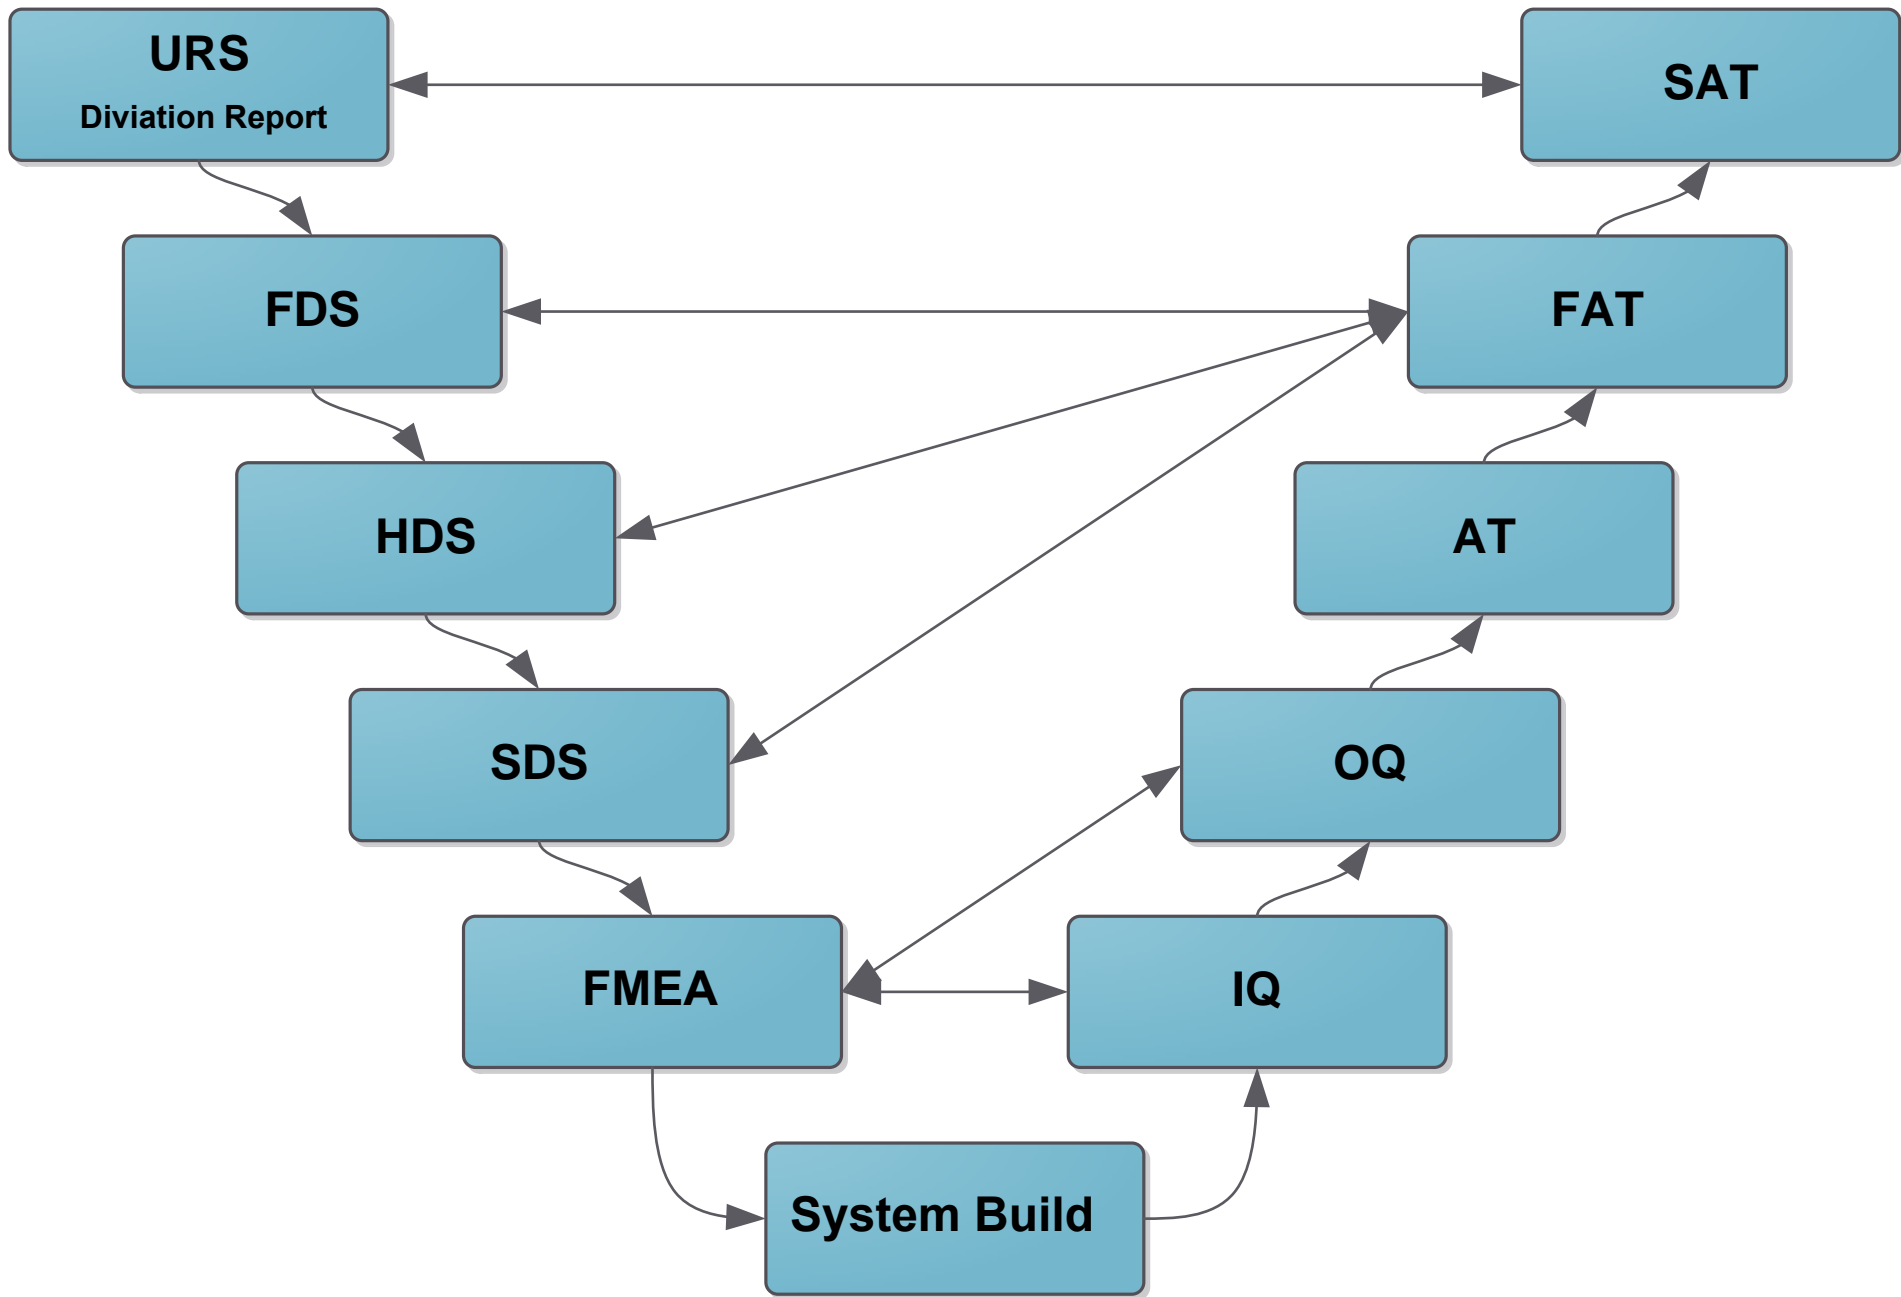 URS
Diviation Report
SAT
FDS
FAT
HDS
AT
SDS
OQ
FMEA
IQ
System Build